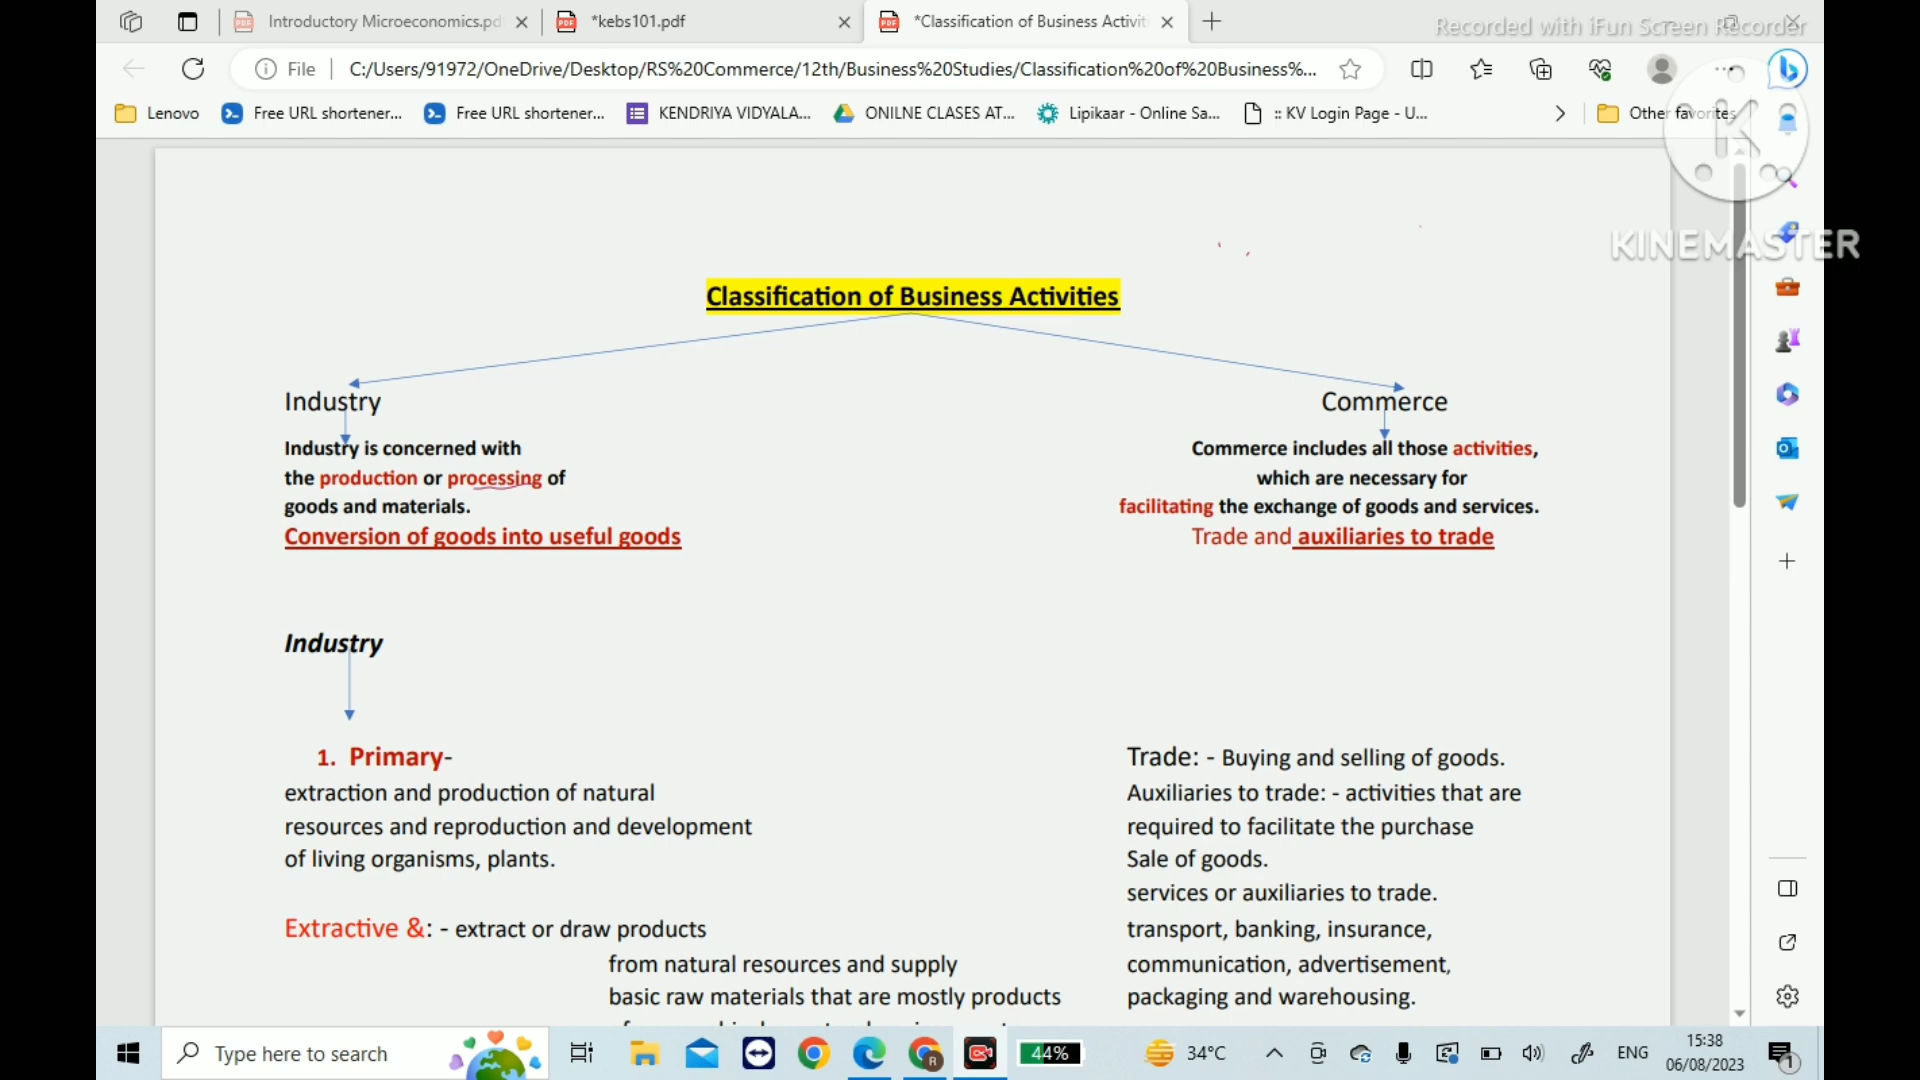 Introductory Microeconomics.pd
*kebs101.pdf
*Classification of Business Activiti
Recorded with iFun Screen Recorder
File
C:/Users/91972/OneDrive/Desktop/RS%20Commerce/12th/Business%20Studies/Classification%20of%20Business%...
Lenovo
Free URL shortener...
Free URL shortener...
KENDRIYA VIDYALA...
ONILNE CLASES AT...
Lipikaar - Online Sa...
:: KV Login Page - U...
Other favorites
KINEMASTER
Classification of Business Activities
Industry
Industry is concerned with
the production or processing of
goods and materials.
Conversion of goods into useful goods
Commerce
Commerce includes all those activities,
which are necessary for
facilitating the exchange of goods and services.
Trade and auxiliaries to trade
Industry
1. Primary-
extraction and production of natural
resources and reproduction and development
of living organisms, plants.
Extractive &: - extract or draw products
from natural resources and supply
basic raw materials that are mostly products
Trade: - Buying and selling of goods.
Auxiliaries to trade: - activities that are
required to facilitate the purchase
Sale of goods.
services or auxiliaries to trade.
transport, banking, insurance,
communication, advertisement,
packaging and warehousing.
Type here to search
44%
34°C
ENG
15:38
06/08/2023
1